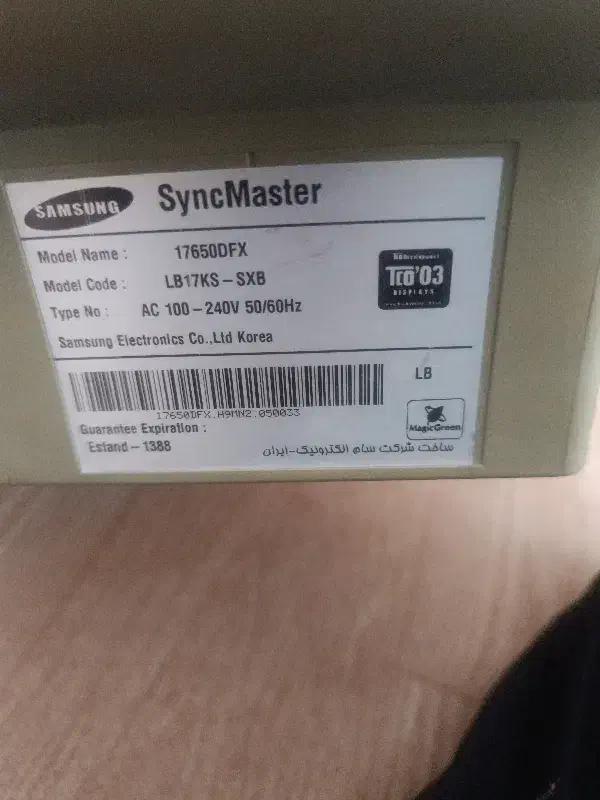 SAMSUNG SyncMaster
Model Name : 17650DFX
Model Code : LB17KS-SXB
Type No : AC 100-240V 50/60Hz
Samsung Electronics Co.,Ltd Korea
TCO'03
DISPLAYS
LB
17650DFX.H9MN2.050033
MagicGreen
Guarantee Expiration :
Esfand-1388
ساخت شرکت سام الکترونیک-ایران